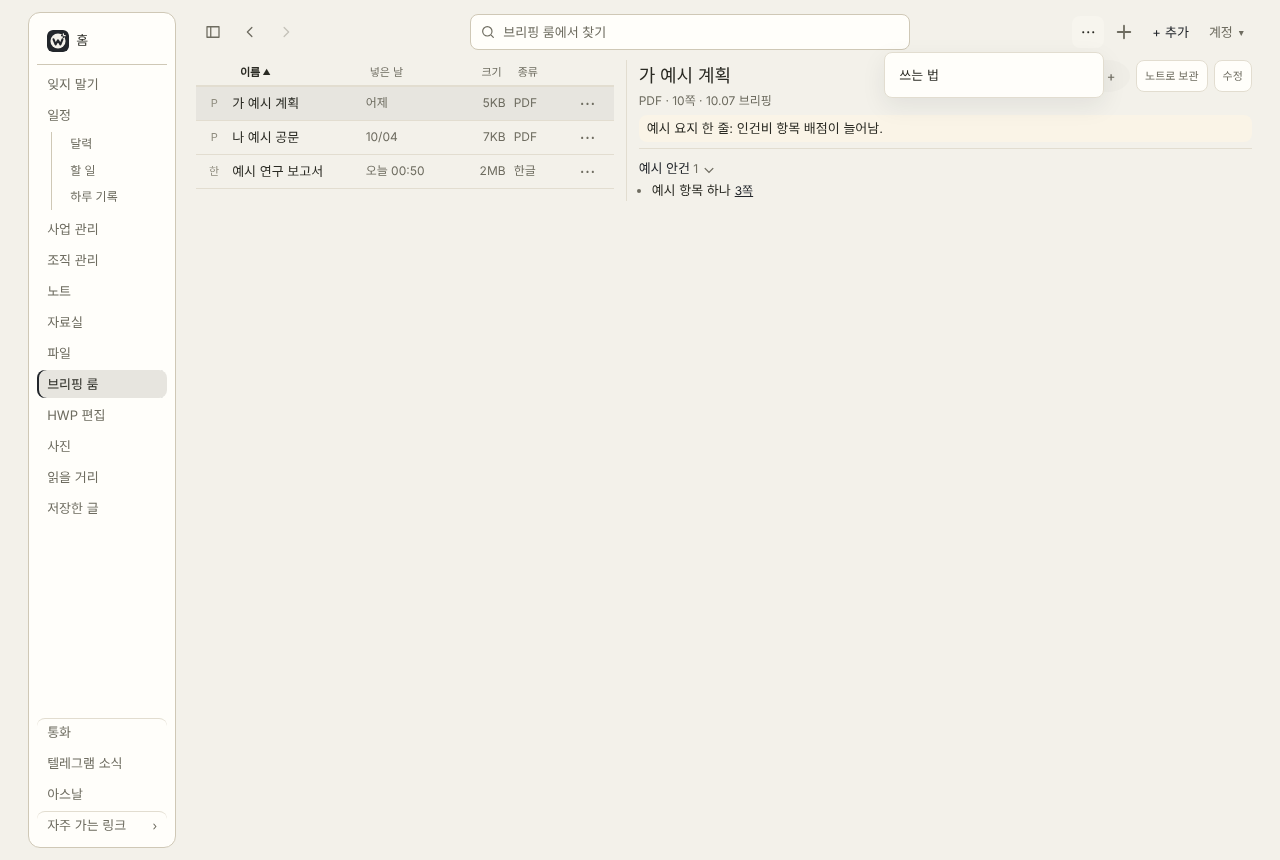 홈
잊지 말기
일정
달력
할 일
하루 기록
사업 관리
조직 관리
노트
자료실
파일
브리핑 룸
HWP 편집
사진
읽을 거리
저장한 글
통화
텔레그램 소식
아스날
자주 가는 링크 ›
브리핑 룸에서 찾기
+ 추가
계정 ▾
쓰는 법
이름 ▲ 넣은 날 크기 종류
P 가 예시 계획 어제 5KB PDF ···
P 나 예시 공문 10/04 7KB PDF ···
한 예시 연구 보고서 오늘 00:50 2MB 한글 ···
가 예시 계획
+
노트로 보관
수정
PDF · 10쪽 · 10.07 브리핑
예시 요지 한 줄: 인건비 항목 배점이 늘어남.
예시 안건 1
• 예시 항목 하나 3쪽